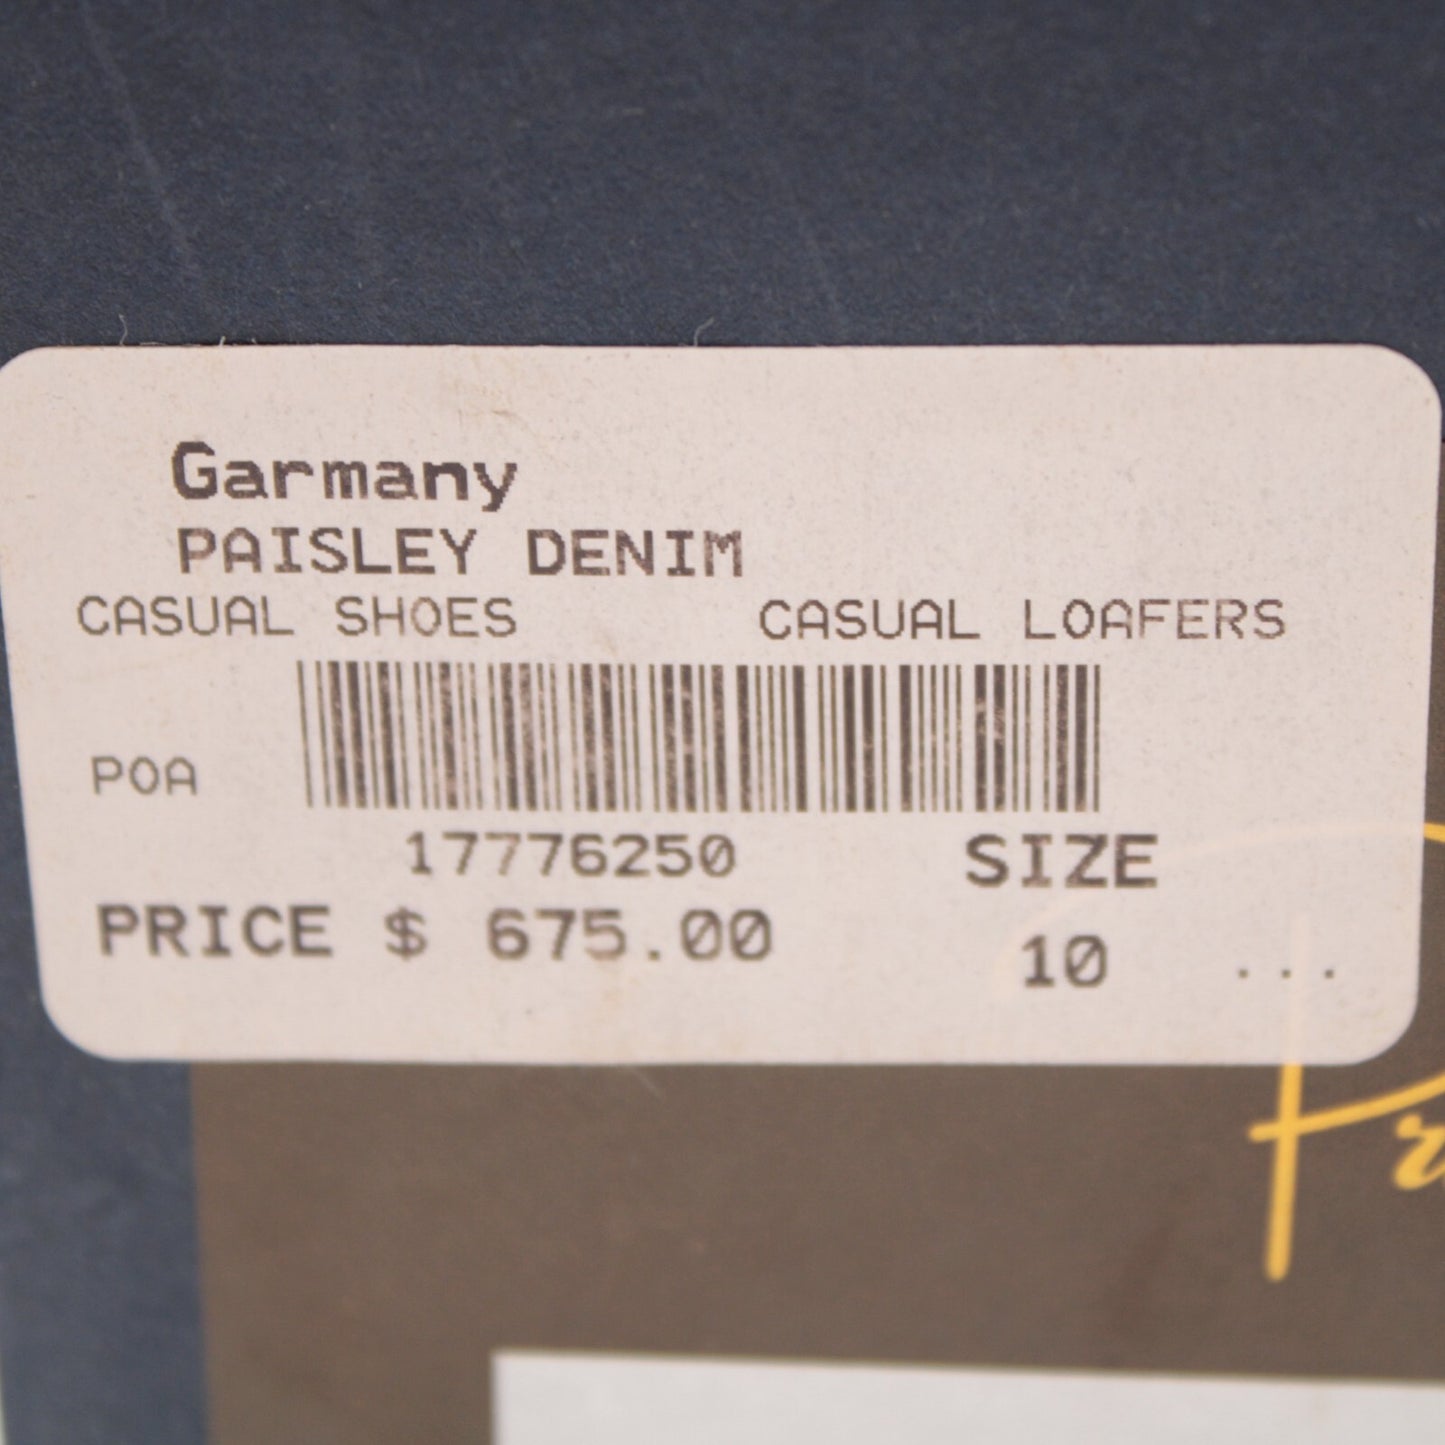 Garmany
PAISLEY DENIM
CASUAL SHOES CASUAL LOAFERS
POA
17776250 SIZE
PRICE $ 675.00 10 ...